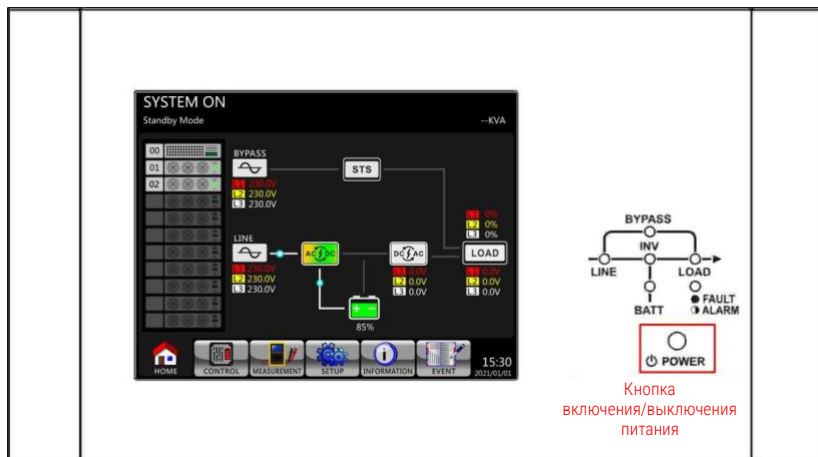 SYSTEM ON
Standby Mode
--KVA
00
01
02
BYPASS
L1 230.0V
L2 230.0V
L3 230.0V
STS
L1 0%
L2 0%
L3 0%
LINE
L1 230.0V
L2 230.0V
L3 230.0V
AC DC
DC AC
LOAD
L1 0.0V
L2 0.0V
L3 0.0V
L1 0.0V
L2 0.0V
L3 0.0V
85%
HOME
CONTROL
MEASUREMENT
SETUP
INFORMATION
EVENT
15:30
2021/01/01
BYPASS
INV
LINE
LOAD
BATT
FAULT
ALARM
POWER
Кнопка
включения/выключения
питания